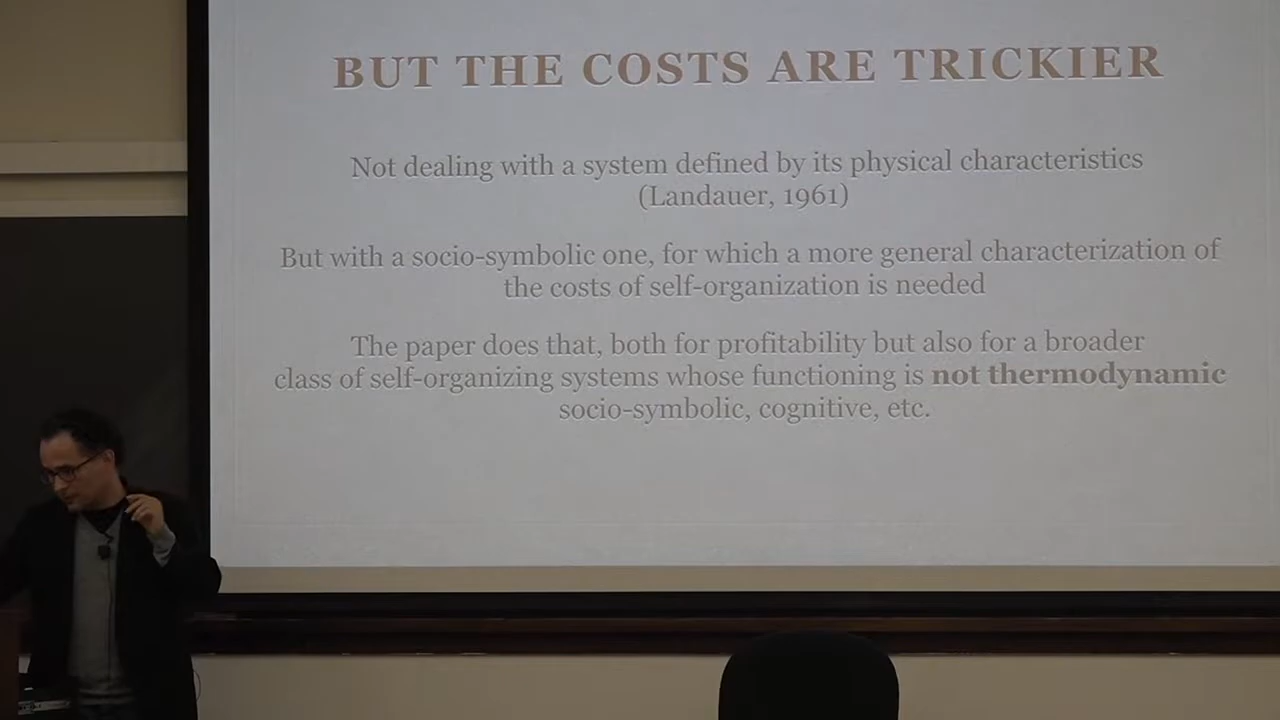 BUT THE COSTS ARE TRICKIER
Not dealing with a system defined by its physical characteristics
(Landauer, 1961)
But with a socio-symbolic one, for which a more general characterization of
the costs of self-organization is needed
The paper does that, both for profitability but also for a broader
class of self-organizing systems whose functioning is not thermodynamic
socio-symbolic, cognitive, etc.